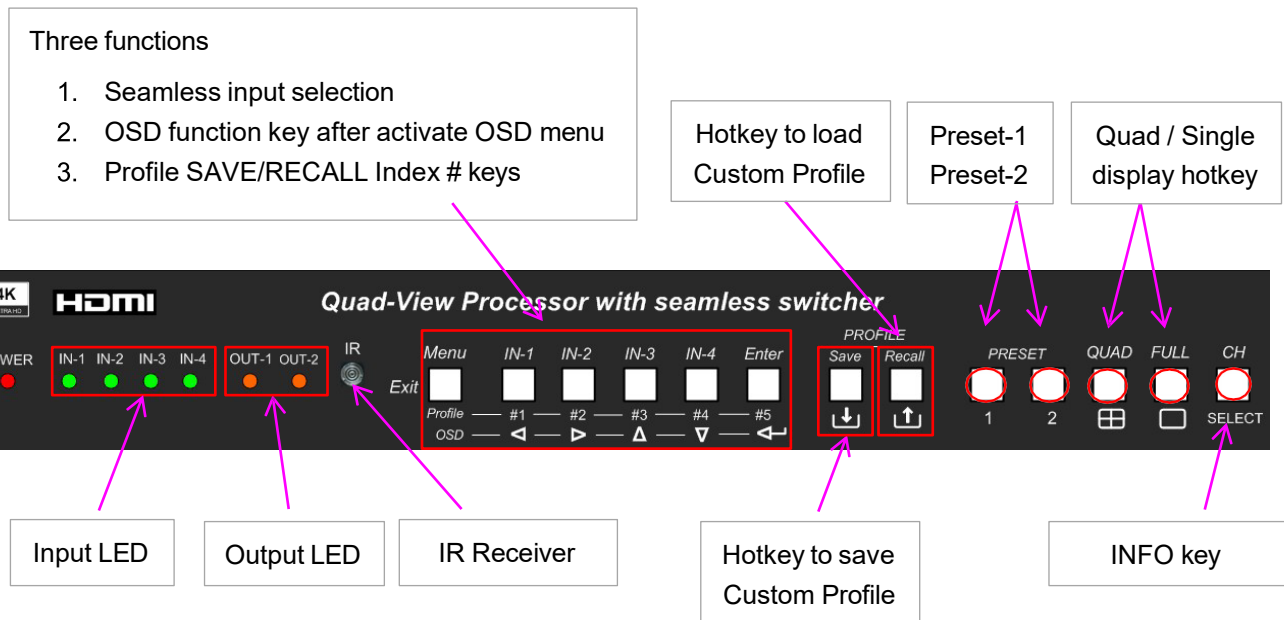 Three functions
1. Seamless input selection
2. OSD function key after activate OSD menu
3. Profile SAVE/RECALL Index # keys
Hotkey to load
Custom Profile
Preset-1
Preset-2
Quad / Single
display hotkey
4K
HDMI
Quad-View Processor with seamless switcher
PROFILE
WER
IN-1 IN-2 IN-3 IN-4
OUT-1 OUT-2
IR
Menu IN-1 IN-2 IN-3 IN-4 Enter
Save Recall
PRESET QUAD FULL CH
Exit
Profile #1 #2 #3 #4 #5
OSD
1 2 SELECT
Input LED
Output LED
IR Receiver
Hotkey to save
Custom Profile
INFO key